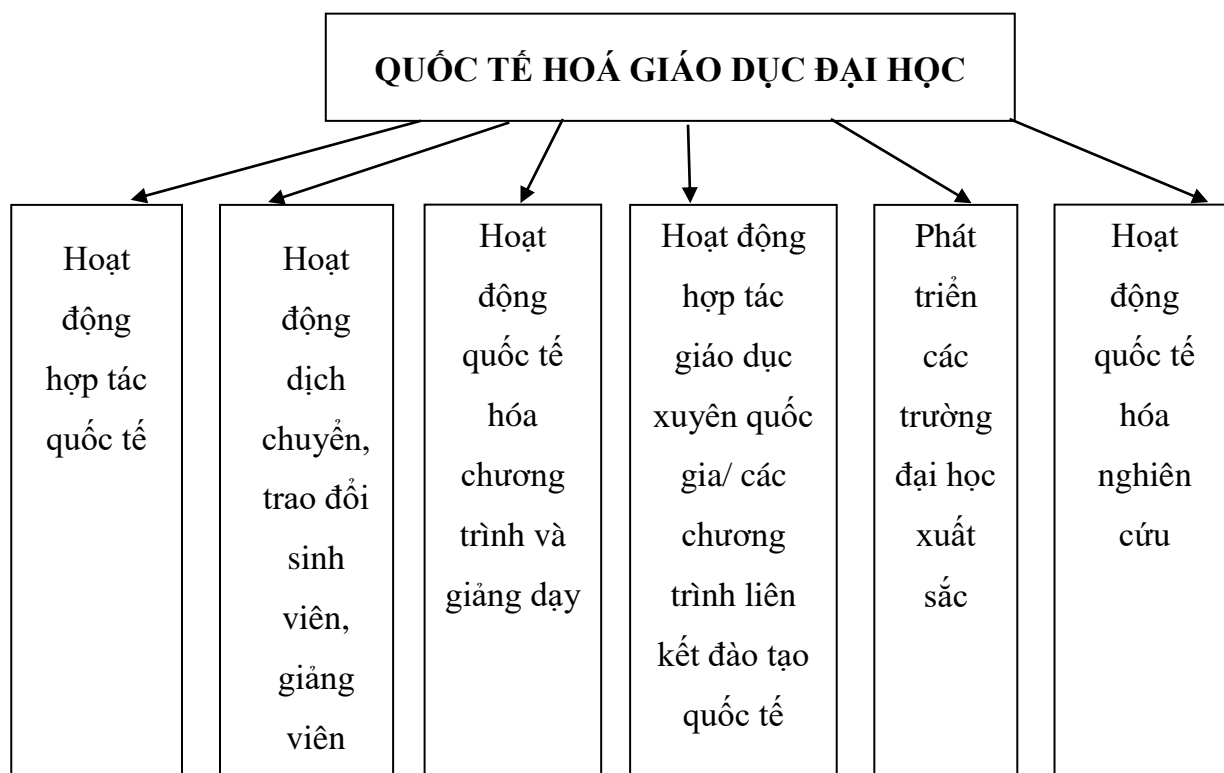 QUỐC TẾ HOÁ GIÁO DỤC ĐẠI HỌC
Hoạt
động
hợp tác
quốc tế
Hoạt
động
dịch
chuyển,
trao đổi
sinh
viên,
giảng
viên
Hoạt
động
quốc tế
hóa
chương
trình và
giảng dạy
Hoạt động
hợp tác
giáo dục
xuyên quốc
gia/ các
chương
trình liên
kết đào tạo
quốc tế
Phát
triển
các
trường
đại học
xuất
sắc
Hoạt
động
quốc tế
hóa
nghiên
cứu